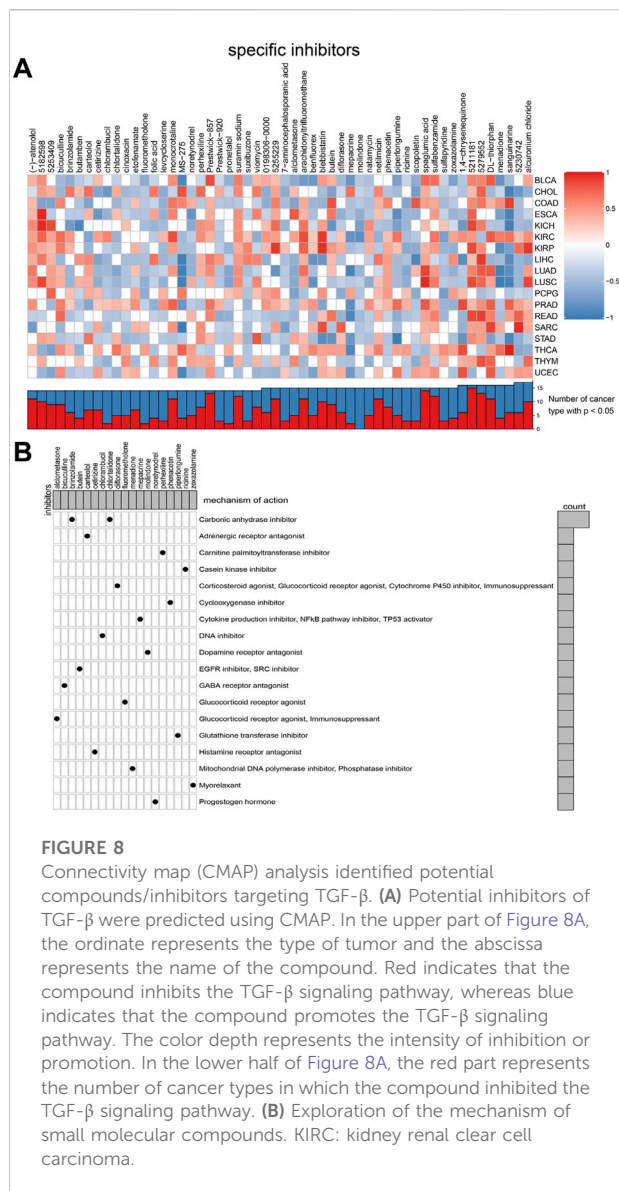 specific inhibitors
A
(−)-atenolol
5182598
5253409
bicuculline
brinzolamide
butamben
carteolol
cetirizine
chlorambucil
chlortalidone
enoxacin
etofenamate
fluorometholone
folic acid
levcycloserine
monocrotaline
MS-275
noretynodrel
perhexiline
Prestwick-857
Prestwick-920
pronetalol
suramin sodium
suxibuzone
viomycin
0198306-0000
5255229
7-aminocephalosporanic acid
alclometasone
arachidonyltrifluoromethane
benfluorex
blebbistatin
butein
diflorasone
mepacrine
molindone
natamycin
netilmicin
phenacetin
piperlongumine
ricinine
scopoletin
spaglumic acid
sulfabenzamide
sulfapyridine
zoxazolamine
1,4-chrysenequinone
5211181
5279552
DL-thiorphan
menadione
sanguinarine
5230742
alcuronium chloride
BLCA
CHOL
COAD
ESCA
KICH
KIRC
KIRP
LIHC
LUAD
LUSC
PCPG
PRAD
READ
SARC
STAD
THCA
THYM
UCEC
1
0.5
0
−0.5
−1
15
10
5
0
Number of cancer
type with p < 0.05
B
inhibitors
alclometasone
bicuculline
brinzolamide
butein
carteolol
cetirizine
chlorambucil
chlortalidone
diflorasone
fluorometholone
menadione
mepacrine
molindone
noretynodrel
perhexiline
phenacetin
piperlongumine
ricinine
zoxazolamine
mechanism of action
count
Carbonic anhydrase inhibitor
Adrenergic receptor antagonist
Carnitine palmitoyltransferase inhibitor
Casein kinase inhibitor
Corticosteroid agonist, Glucocorticoid receptor agonist, Cytochrome P450 inhibitor, Immunosuppressant
Cyclooxygenase inhibitor
Cytokine production inhibitor, NFkB pathway inhibitor, TP53 activator
DNA inhibitor
Dopamine receptor antagonist
EGFR inhibitor, SRC inhibitor
GABA receptor antagonist
Glucocorticoid receptor agonist
Glucocorticoid receptor agonist, Immunosuppressant
Glutathione transferase inhibitor
Histamine receptor antagonist
Mitochondrial DNA polymerase inhibitor, Phosphatase inhibitor
Myorelaxant
Progestogen hormone
FIGURE 8
Connectivity map (CMAP) analysis identified potential
compounds/inhibitors targeting TGF-β. (A) Potential inhibitors of
TGF-β were predicted using CMAP. In the upper part of Figure 8A,
the ordinate represents the type of tumor and the abscissa
represents the name of the compound. Red indicates that the
compound inhibits the TGF-β signaling pathway, whereas blue
indicates that the compound promotes the TGF-β signaling
pathway. The color depth represents the intensity of inhibition or
promotion. In the lower half of Figure 8A, the red part represents
the number of cancer types in which the compound inhibited the
TGF-β signaling pathway. (B) Exploration of the mechanism of
small molecular compounds. KIRC: kidney renal clear cell
carcinoma.